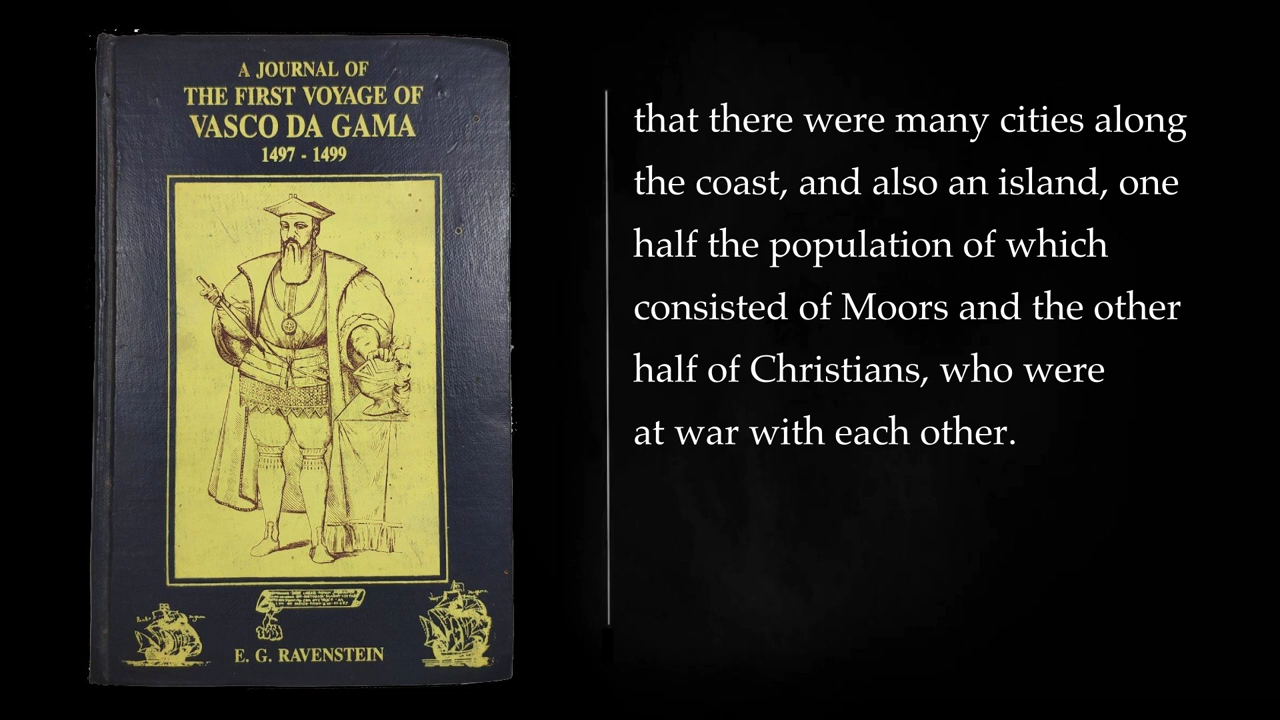 A JOURNAL OF
THE FIRST VOYAGE OF
VASCO DA GAMA
1497 - 1499
E. G. RAVENSTEIN
that there were many cities along
the coast, and also an island, one
half the population of which
consisted of Moors and the other
half of Christians, who were
at war with each other.